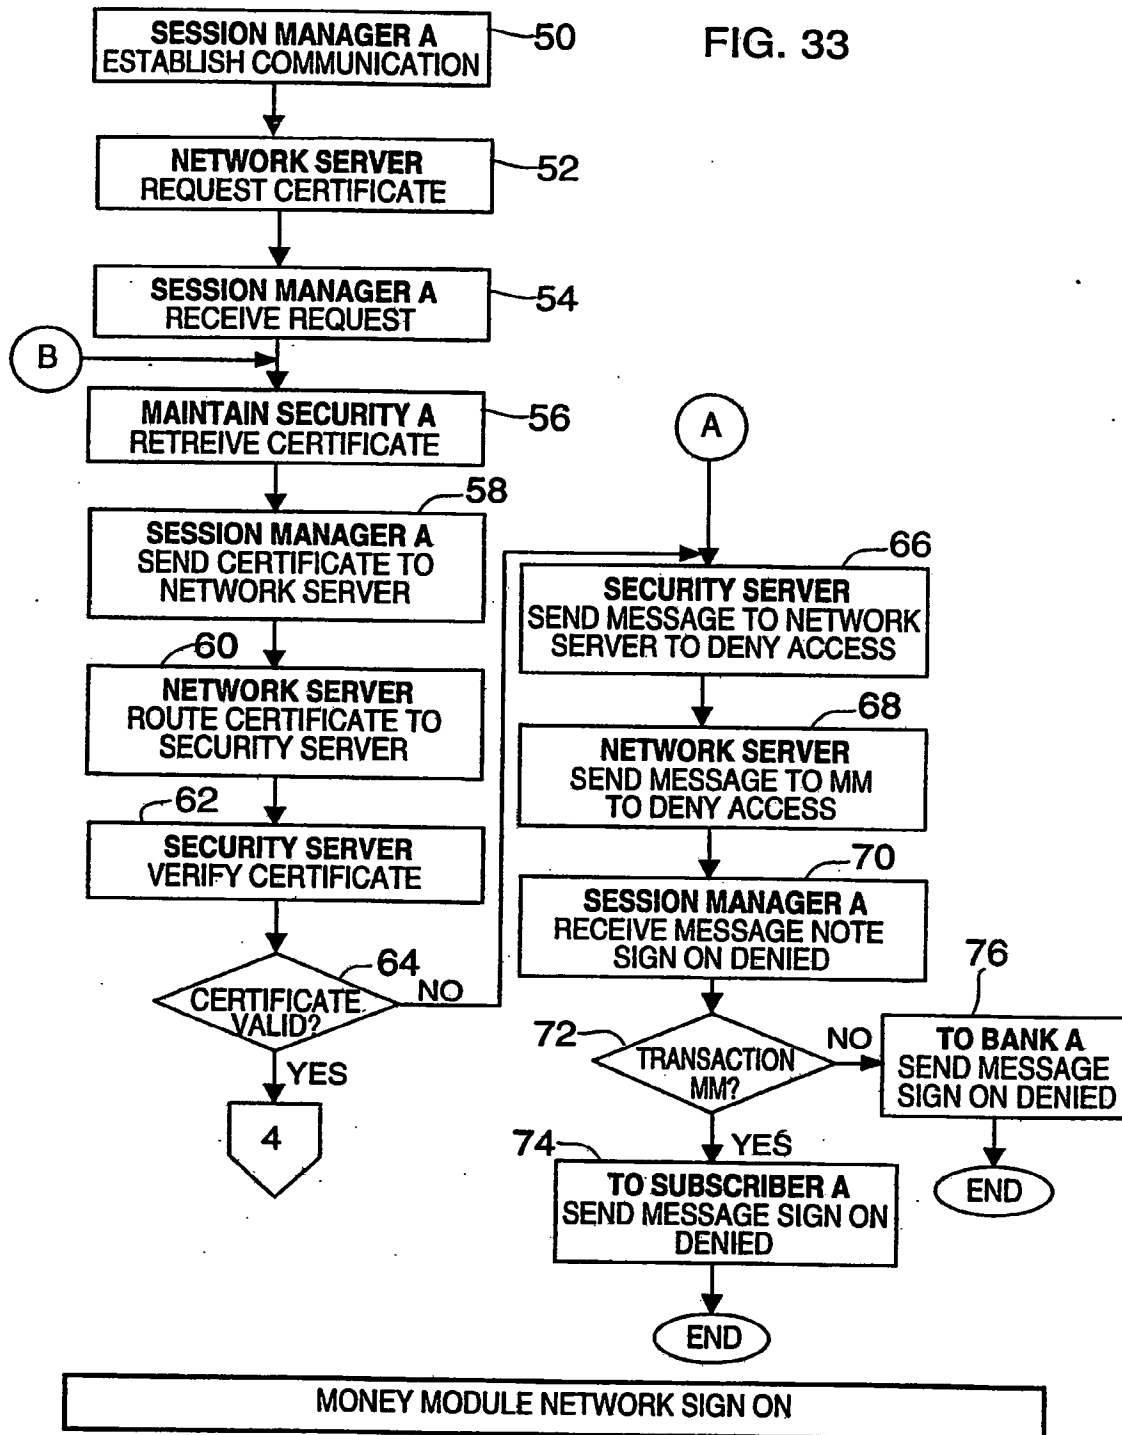 FIG. 33
SESSION MANAGER A
ESTABLISH COMMUNICATION
50
NETWORK SERVER
REQUEST CERTIFICATE
52
SESSION MANAGER A
RECEIVE REQUEST
54
B
MAINTAIN SECURITY A
RETREIVE CERTIFICATE
56
58
SESSION MANAGER A
SEND CERTIFICATE TO
NETWORK SERVER
60
NETWORK SERVER
ROUTE CERTIFICATE TO
SECURITY SERVER
62
SECURITY SERVER
VERIFY CERTIFICATE
64
CERTIFICATE
VALID?
NO
YES
4
A
66
SECURITY SERVER
SEND MESSAGE TO NETWORK
SERVER TO DENY ACCESS
68
NETWORK SERVER
SEND MESSAGE TO MM
TO DENY ACCESS
70
SESSION MANAGER A
RECEIVE MESSAGE NOTE
SIGN ON DENIED
72
TRANSACTION
MM?
NO
YES
76
TO BANK A
SEND MESSAGE
SIGN ON DENIED
END
74
TO SUBSCRIBER A
SEND MESSAGE SIGN ON
DENIED
END
MONEY MODULE NETWORK SIGN ON